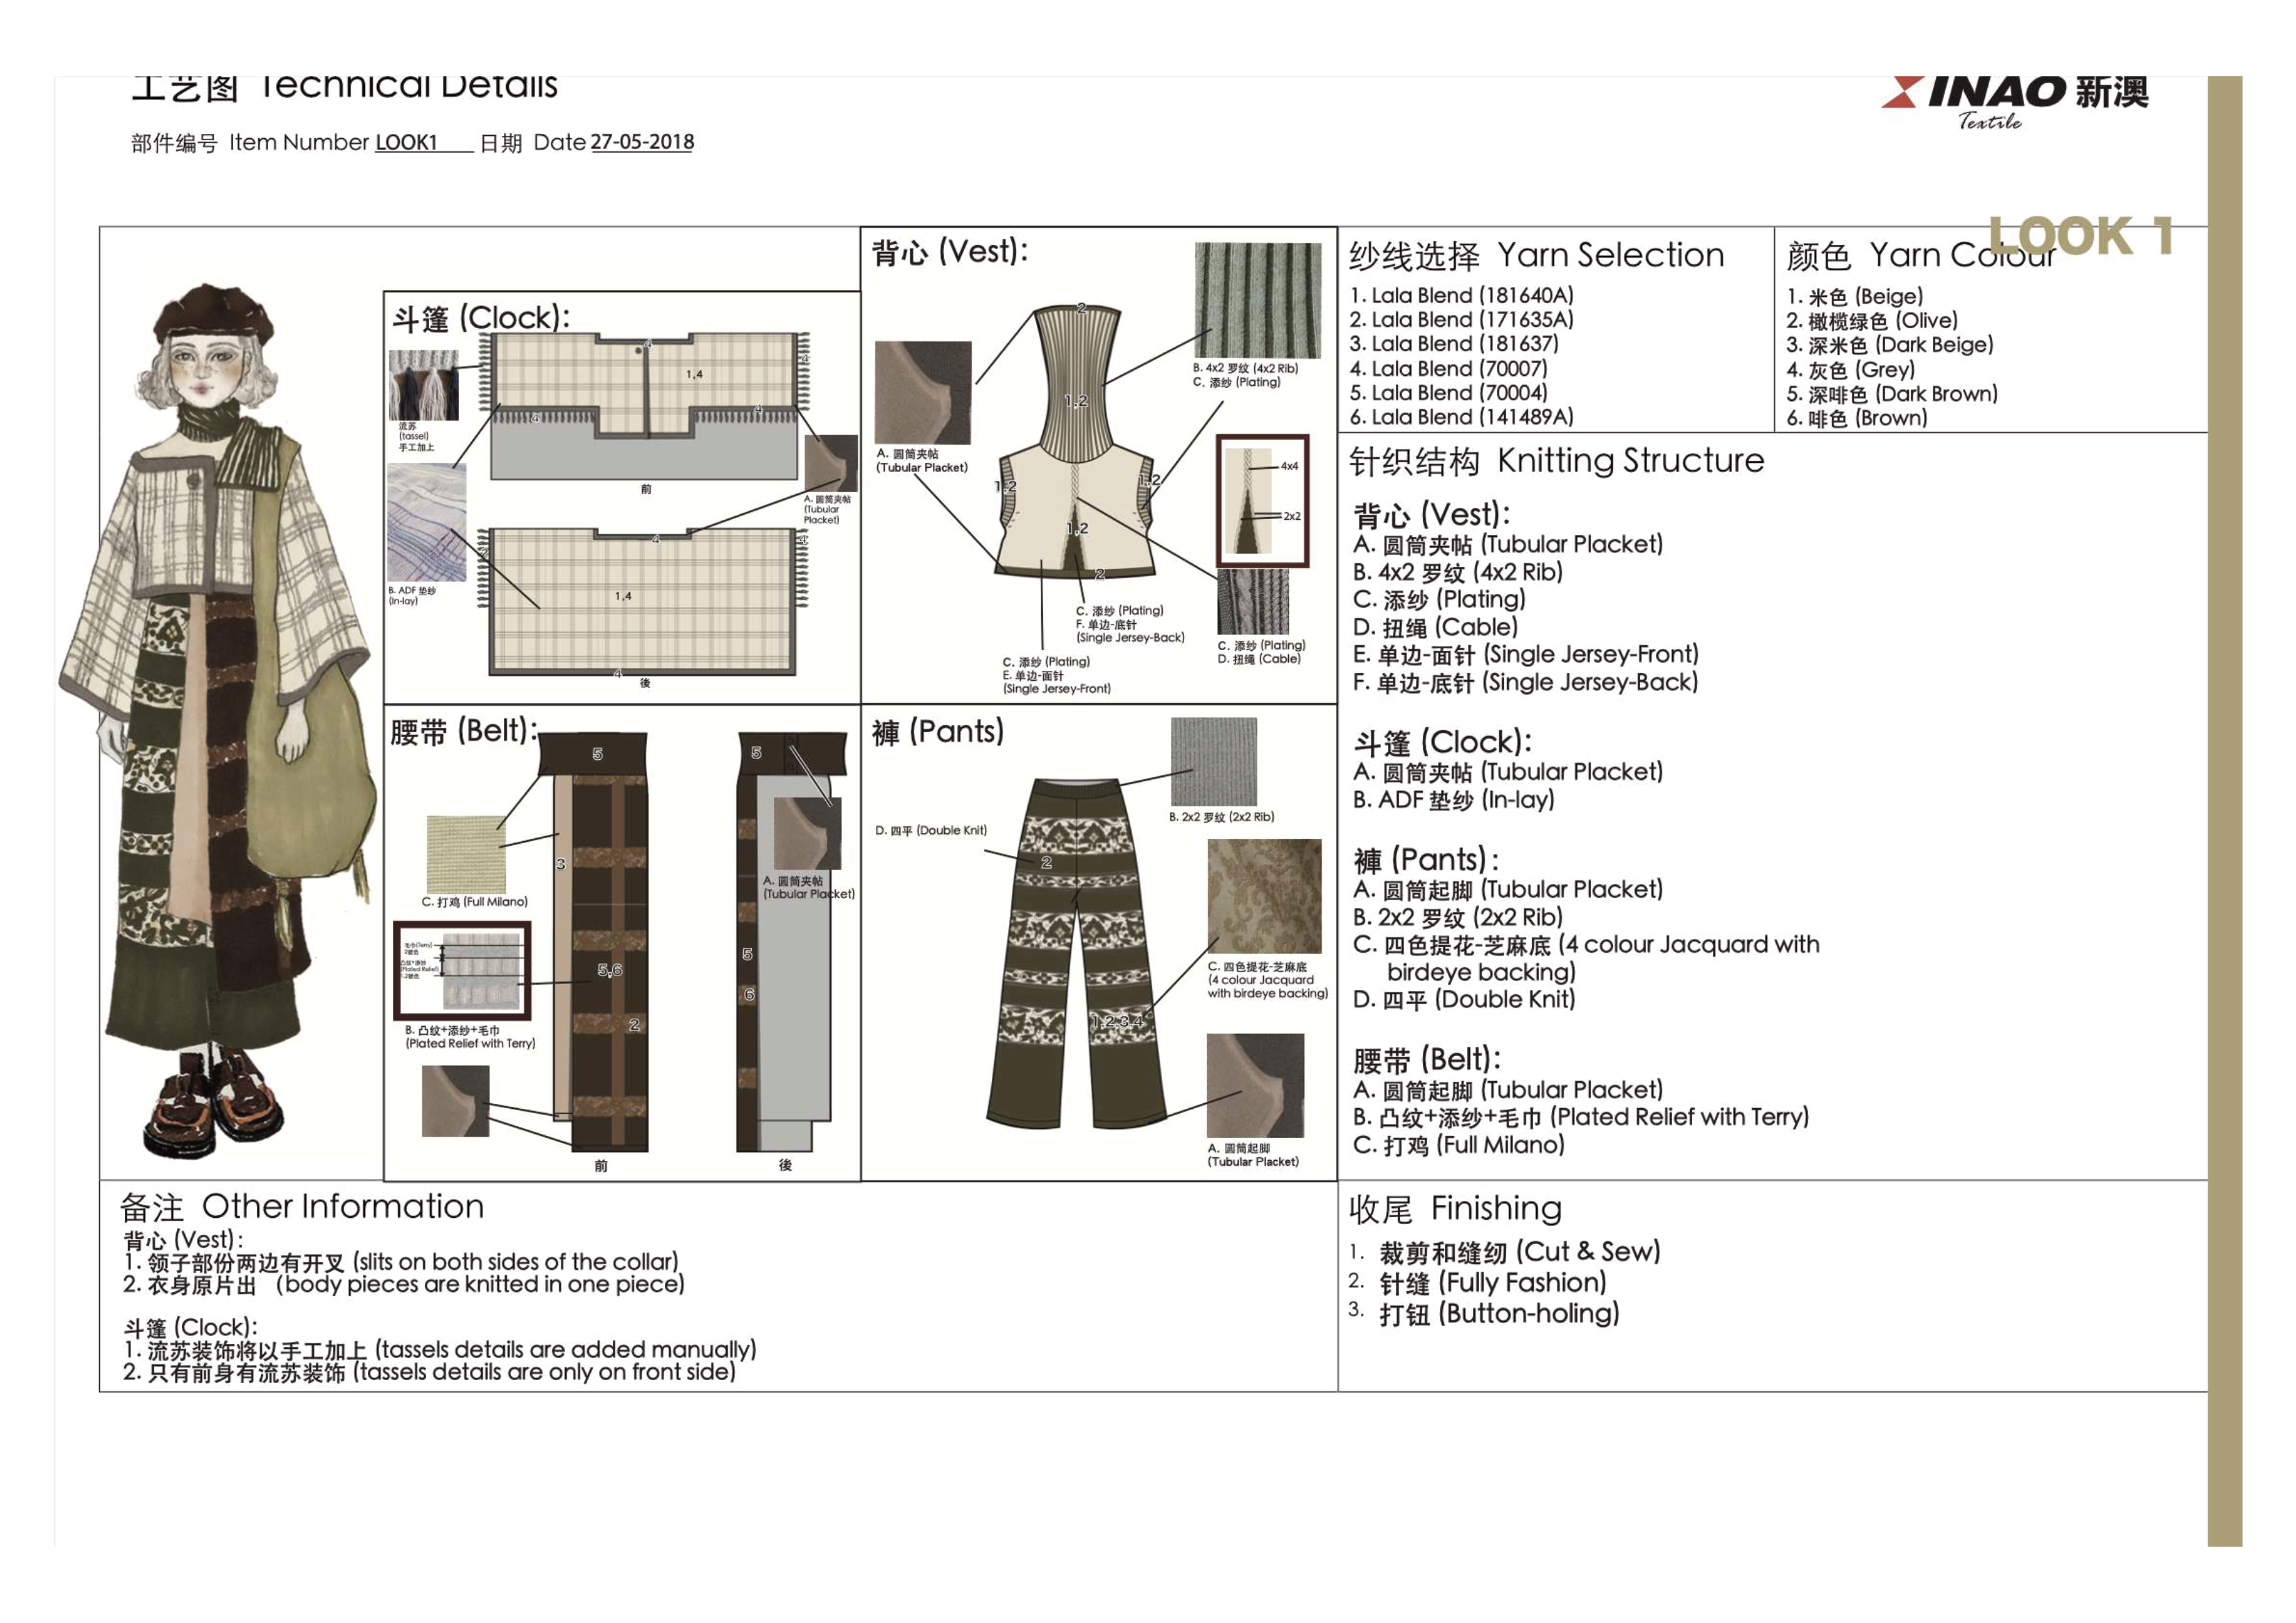 工艺图 Technical Details
XINAO 新澳
Textile
部件编号 Item Number LOOK1 日期 Date 27-05-2018
LOOK 1
斗篷 (Clock):
流苏
(tassel)
手工加上
B. ADF 垫纱
(In-lay)
A. 圆筒夹帖
(Tubular
Placket)
4
1,4
4
4
4
前
2
4
4
1,4
4
後
背心 (Vest):
2
B. 4x2 罗纹 (4x2 Rib)
C. 添纱 (Plating)
A. 圆筒夹帖
(Tubular Placket)
1,2
1,2
1,2
1,2
2
4x4
2x2
C. 添纱 (Plating)
F. 单边-底针
(Single Jersey-Back)
C. 添纱 (Plating)
D. 扭绳 (Cable)
C. 添纱 (Plating)
E. 单边-面针
(Single Jersey-Front)
腰带 (Belt):
5
5
3
C. 打鸡 (Full Milano)
A. 圆筒夹帖
(Tubular Placket)
毛巾(Terry)
凸纹+添纱
(Plated Relief)
5,6
2
5
6
B. 凸纹+添纱+毛巾
(Plated Relief with Terry)
前
後
褲 (Pants)
B. 2x2 罗纹 (2x2 Rib)
D. 四平 (Double Knit)
2
C. 四色提花-芝麻底
(4 colour Jacquard
with birdeye backing)
1,2,3,4
A. 圆筒起脚
(Tubular Placket)
纱线选择 Yarn Selection
1. Lala Blend (181640A)
2. Lala Blend (171635A)
3. Lala Blend (181637)
4. Lala Blend (70007)
5. Lala Blend (70004)
6. Lala Blend (141489A)
颜色 Yarn Colour
1. 米色 (Beige)
2. 橄榄绿色 (Olive)
3. 深米色 (Dark Beige)
4. 灰色 (Grey)
5. 深啡色 (Dark Brown)
6. 啡色 (Brown)
针织结构 Knitting Structure
背心 (Vest):
A. 圆筒夹帖 (Tubular Placket)
B. 4x2 罗纹 (4x2 Rib)
C. 添纱 (Plating)
D. 扭绳 (Cable)
E. 单边-面针 (Single Jersey-Front)
F. 单边-底针 (Single Jersey-Back)
斗篷 (Clock):
A. 圆筒夹帖 (Tubular Placket)
B. ADF 垫纱 (In-lay)
褲 (Pants) :
A. 圆筒起脚 (Tubular Placket)
B. 2x2 罗纹 (2x2 Rib)
C. 四色提花-芝麻底 (4 colour Jacquard with
birdeye backing)
D. 四平 (Double Knit)
腰带 (Belt):
A. 圆筒起脚 (Tubular Placket)
B. 凸纹+添纱+毛巾 (Plated Relief with Terry)
C. 打鸡 (Full Milano)
备注 Other Information
背心 (Vest):
1. 领子部份两边有开叉 (slits on both sides of the collar)
2. 衣身原片出 (body pieces are knitted in one piece)
斗篷 (Clock):
1. 流苏装饰将以手工加上 (tassels details are added manually)
2. 只有前身有流苏装饰 (tassels details are only on front side)
收尾 Finishing
1. 裁剪和缝纫 (Cut & Sew)
2. 针缝 (Fully Fashion)
3. 打钮 (Button-holing)